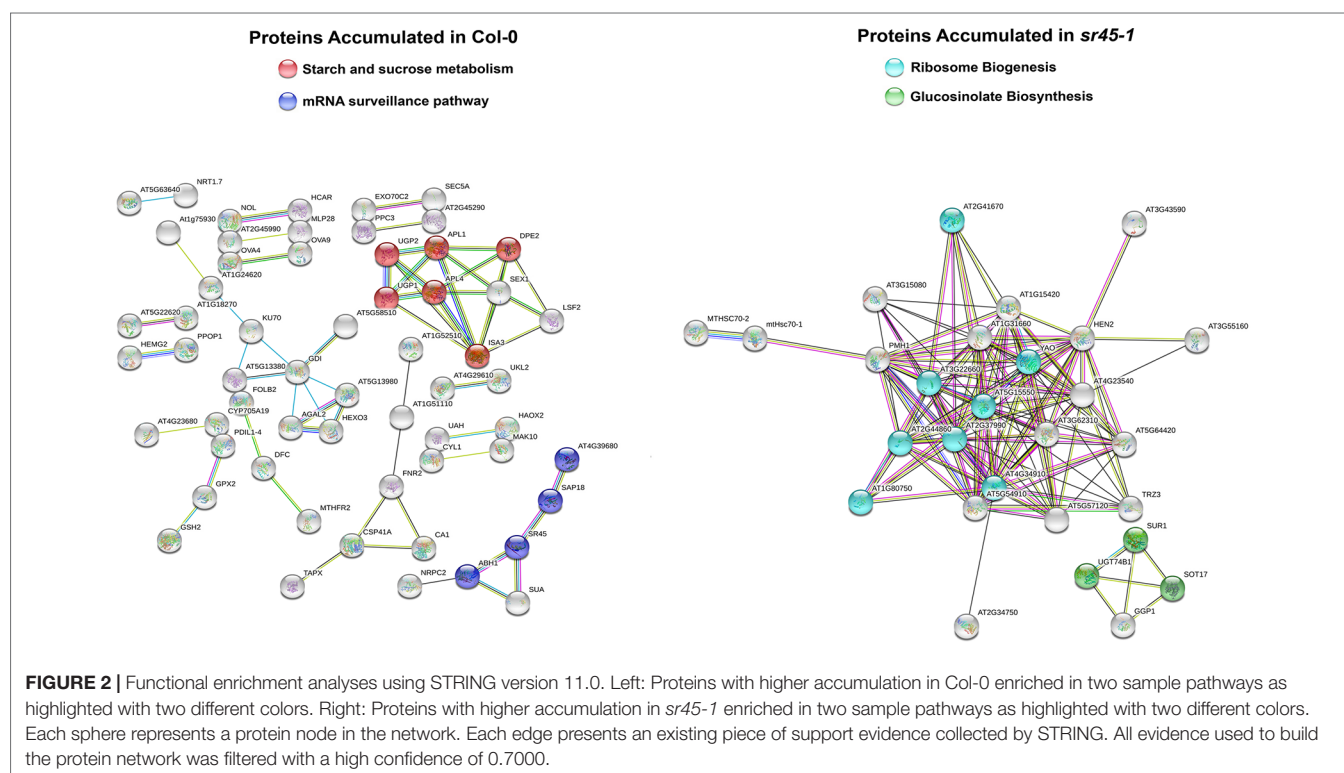 Proteins Accumulated in Col-0
Starch and sucrose metabolism
mRNA surveillance pathway
Proteins Accumulated in sr45-1
Ribosome Biogenesis
Glucosinolate Biosynthesis
AT5G63640
NRT1.7
At1g75930
NOL
HCAR
AT2G45990
MLP28
OVA4
OVA9
AT1G24620
EXO70C2
SEC5A
PPC3
AT2G45290
UGP2
APL1
DPE2
UGP1
APL4
SEX1
LSF2
ISA3
AT5G22620
AT1G18270
HEMG2
PPOP1
KU70
AT5G58510
GDI
AT1G52510
AT5G13380
FOLB2
AT5G13980
AT4G29610
UKL2
CYP705A19
AGAL2
HEXO3
AT1G51110
AT4G23680
PDIL1-4
UAH
HAOX2
CYL1
MAK10
DFC
GPX2
FNR2
AT4G39680
SAP18
MTHFR2
GSH2
CSP41A
CA1
SR45
TAPX
NRPC2
ABH1
SUA
AT2G41670
AT3G43590
AT3G15080
AT1G15420
MTHSC70-2
mtHsc70-1
AT1G31660
HEN2
AT3G55160
PMH1
YAO
AT3G22660
AT4G23540
AT5G15550
AT2G44860
AT2G37990
AT3G62310
AT5G64420
AT4G34910
AT1G80750
AT5G54910
AT5G57120
TRZ3
SUR1
UGT74B1
SOT17
GGP1
AT2G34750
FIGURE 2 | Functional enrichment analyses using STRING version 11.0. Left: Proteins with higher accumulation in Col-0 enriched in two sample pathways as
highlighted with two different colors. Right: Proteins with higher accumulation in sr45-1 enriched in two sample pathways as highlighted with two different colors.
Each sphere represents a protein node in the network. Each edge presents an existing piece of support evidence collected by STRING. All evidence used to build
the protein network was filtered with a high confidence of 0.7000.